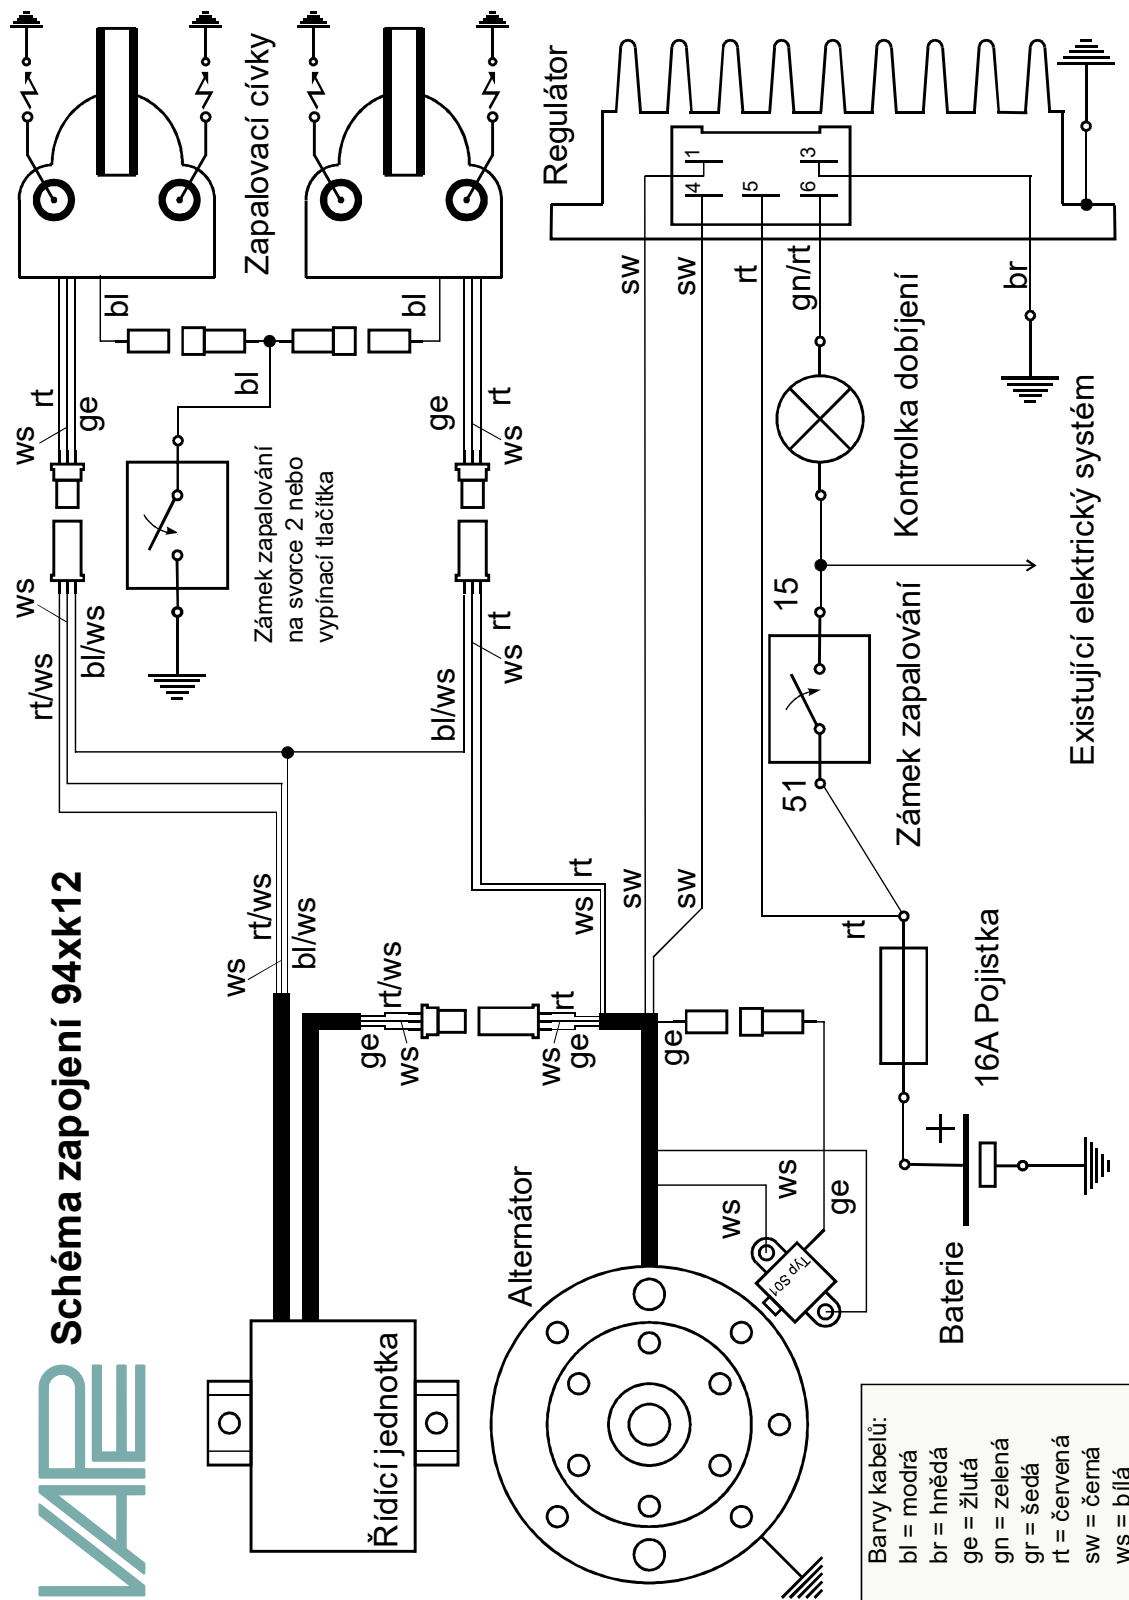 VAPE
Schéma zapojení 94xk12
Řídící jednotka
Alternátor
Baterie
16A Pojistka
Zámek zapalování
Kontrolka dobíjení
Existující elektrický systém
Regulátor
Zapalovací cívky
Zámek zapalování
na svorce 2 nebo
vypínací tlačítka
Typ S01
1
3
4
5
6
15
51
ws
rt
ge
bl
bl
bl
ge
rt
ws
ws
rt/ws
bl/ws
bl/ws
rt
ws
ws
rt/ws
bl/ws
ws
rt
sw
sw
sw
sw
rt
gn/rt
br
rt
rt/ws
ge
ws
rt
ws
ge
ge
ws
ws
ge
+
Barvy kabelů:
bl = modrá
br = hnědá
ge = žlutá
gn = zelená
gr = šedá
rt = červená
sw = černá
ws = bílá